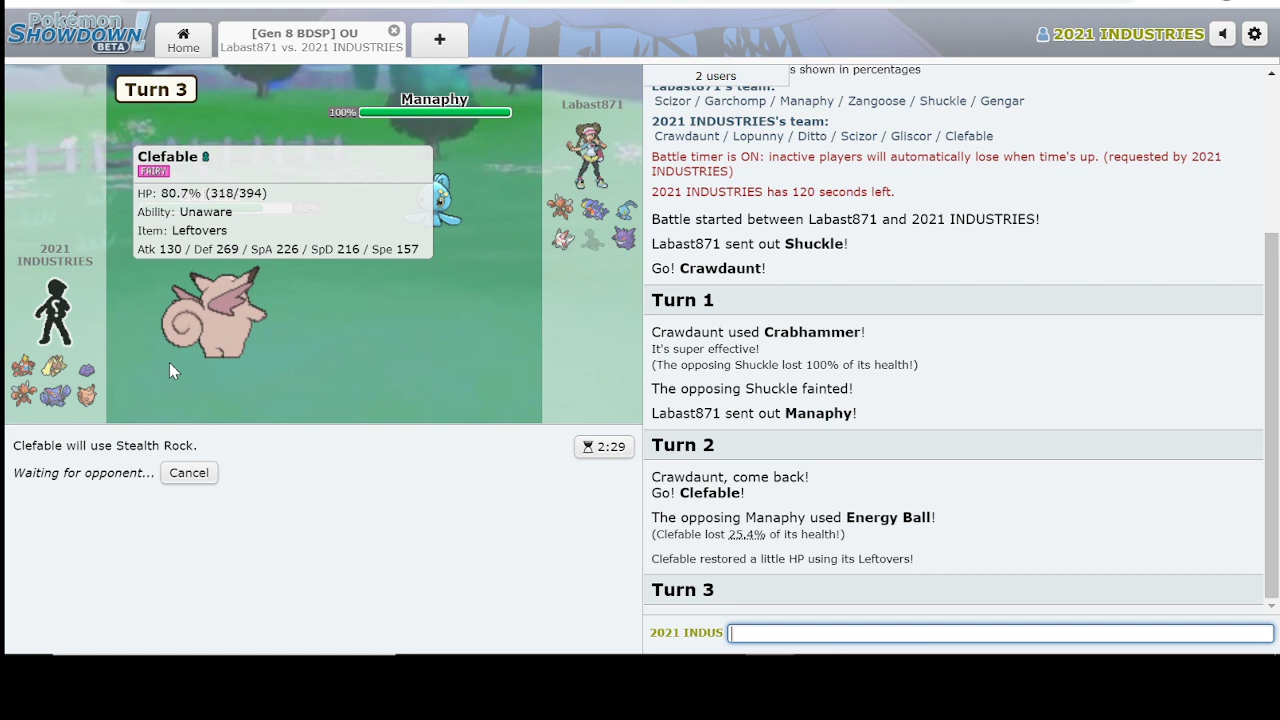 Pokémon
SHOWDOWN!
BETA
Home
[Gen 8 BDSP] OU
Labast871 vs. 2021 INDUSTRIES
+
2021 INDUSTRIES
Turn 3
Manaphy
100%
Clefable
FAIRY
HP: 80.7% (318/394)
Ability: Unaware
Item: Leftovers
Atk 130 / Def 269 / SpA 226 / SpD 216 / Spe 157
Labast871
2021
INDUSTRIES
Clefable will use Stealth Rock.
2:29
Waiting for opponent...
Cancel
2 users
s shown in percentages
Labast871's team:
Scizor / Garchomp / Manaphy / Zangoose / Shuckle / Gengar
2021 INDUSTRIES's team:
Crawdaunt / Lopunny / Ditto / Scizor / Gliscor / Clefable
Battle timer is ON: inactive players will automatically lose when time's up. (requested by 2021
INDUSTRIES)
2021 INDUSTRIES has 120 seconds left.
Battle started between Labast871 and 2021 INDUSTRIES!
Labast871 sent out Shuckle!
Go! Crawdaunt!
Turn 1
Crawdaunt used Crabhammer!
It's super effective!
(The opposing Shuckle lost 100% of its health!)
The opposing Shuckle fainted!
Labast871 sent out Manaphy!
Turn 2
Crawdaunt, come back!
Go! Clefable!
The opposing Manaphy used Energy Ball!
(Clefable lost 25.4% of its health!)
Clefable restored a little HP using its Leftovers!
Turn 3
2021 INDUS